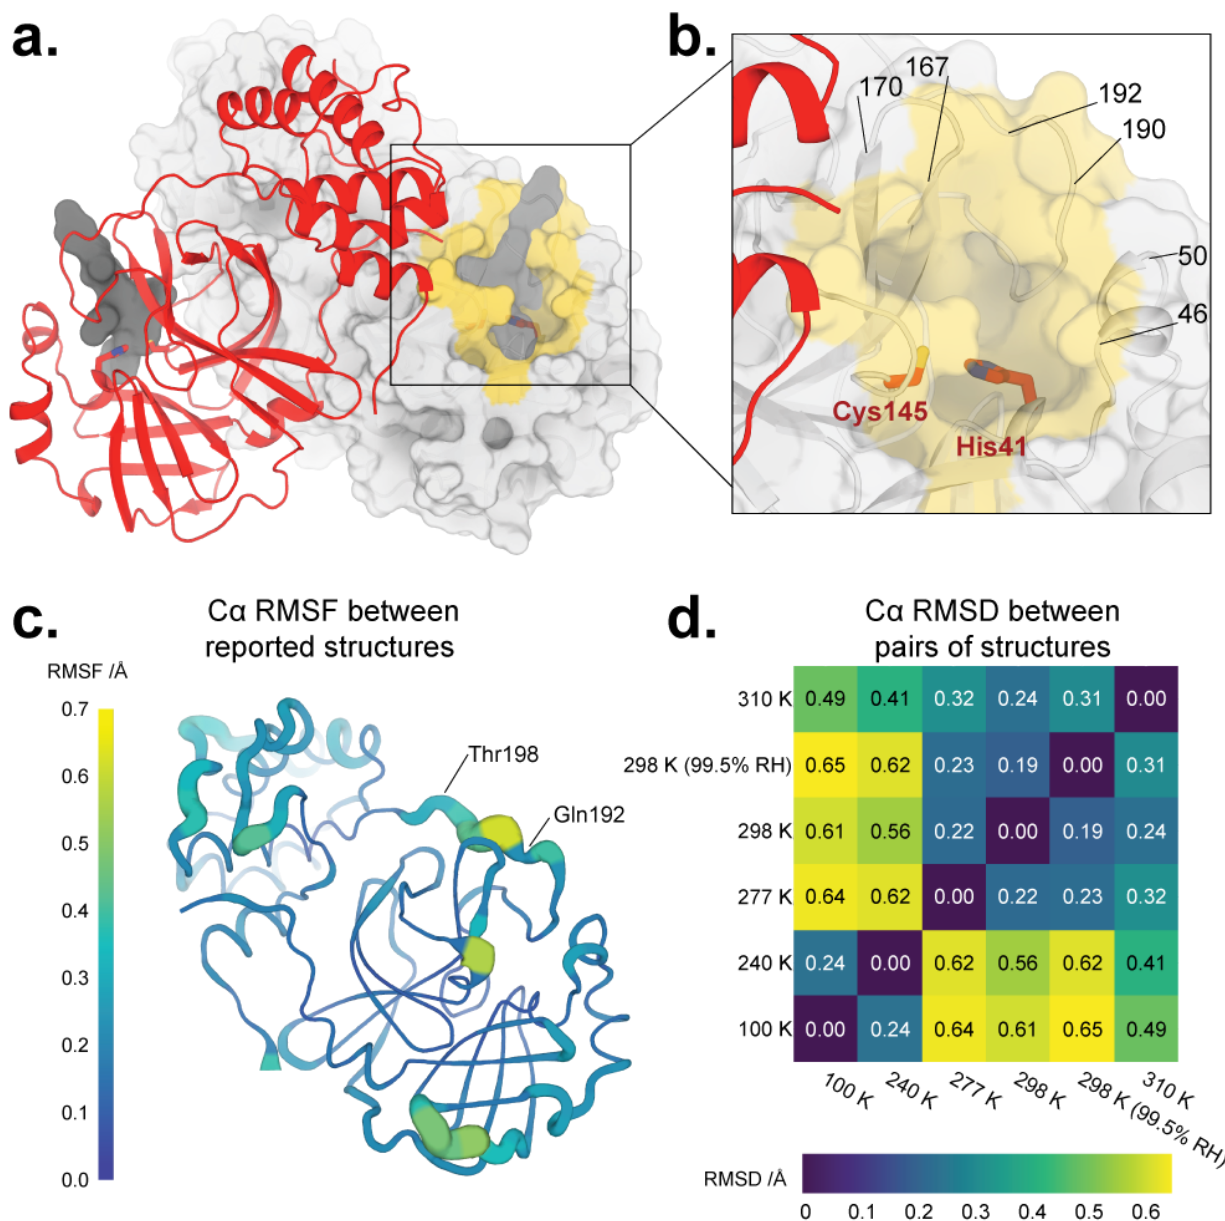 a.
b.
170
167
192
190
50
46
Cys145
His41
c.
Cα RMSF between
reported structures
RMSF /Å
0.7
0.6
0.5
0.4
0.3
0.2
0.1
0.0
Thr198
Gln192
d.
Cα RMSD between
pairs of structures
310 K 0.49 0.41 0.32 0.24 0.31 0.00
298 K (99.5% RH) 0.65 0.62 0.23 0.19 0.00 0.31
298 K 0.61 0.56 0.22 0.00 0.19 0.24
277 K 0.64 0.62 0.00 0.22 0.23 0.32
240 K 0.24 0.00 0.62 0.56 0.62 0.41
100 K 0.00 0.24 0.64 0.61 0.65 0.49
100 K 240 K 277 K 298 K 298 K (99.5% RH) 310 K
RMSD /Å
0 0.1 0.2 0.3 0.4 0.5 0.6